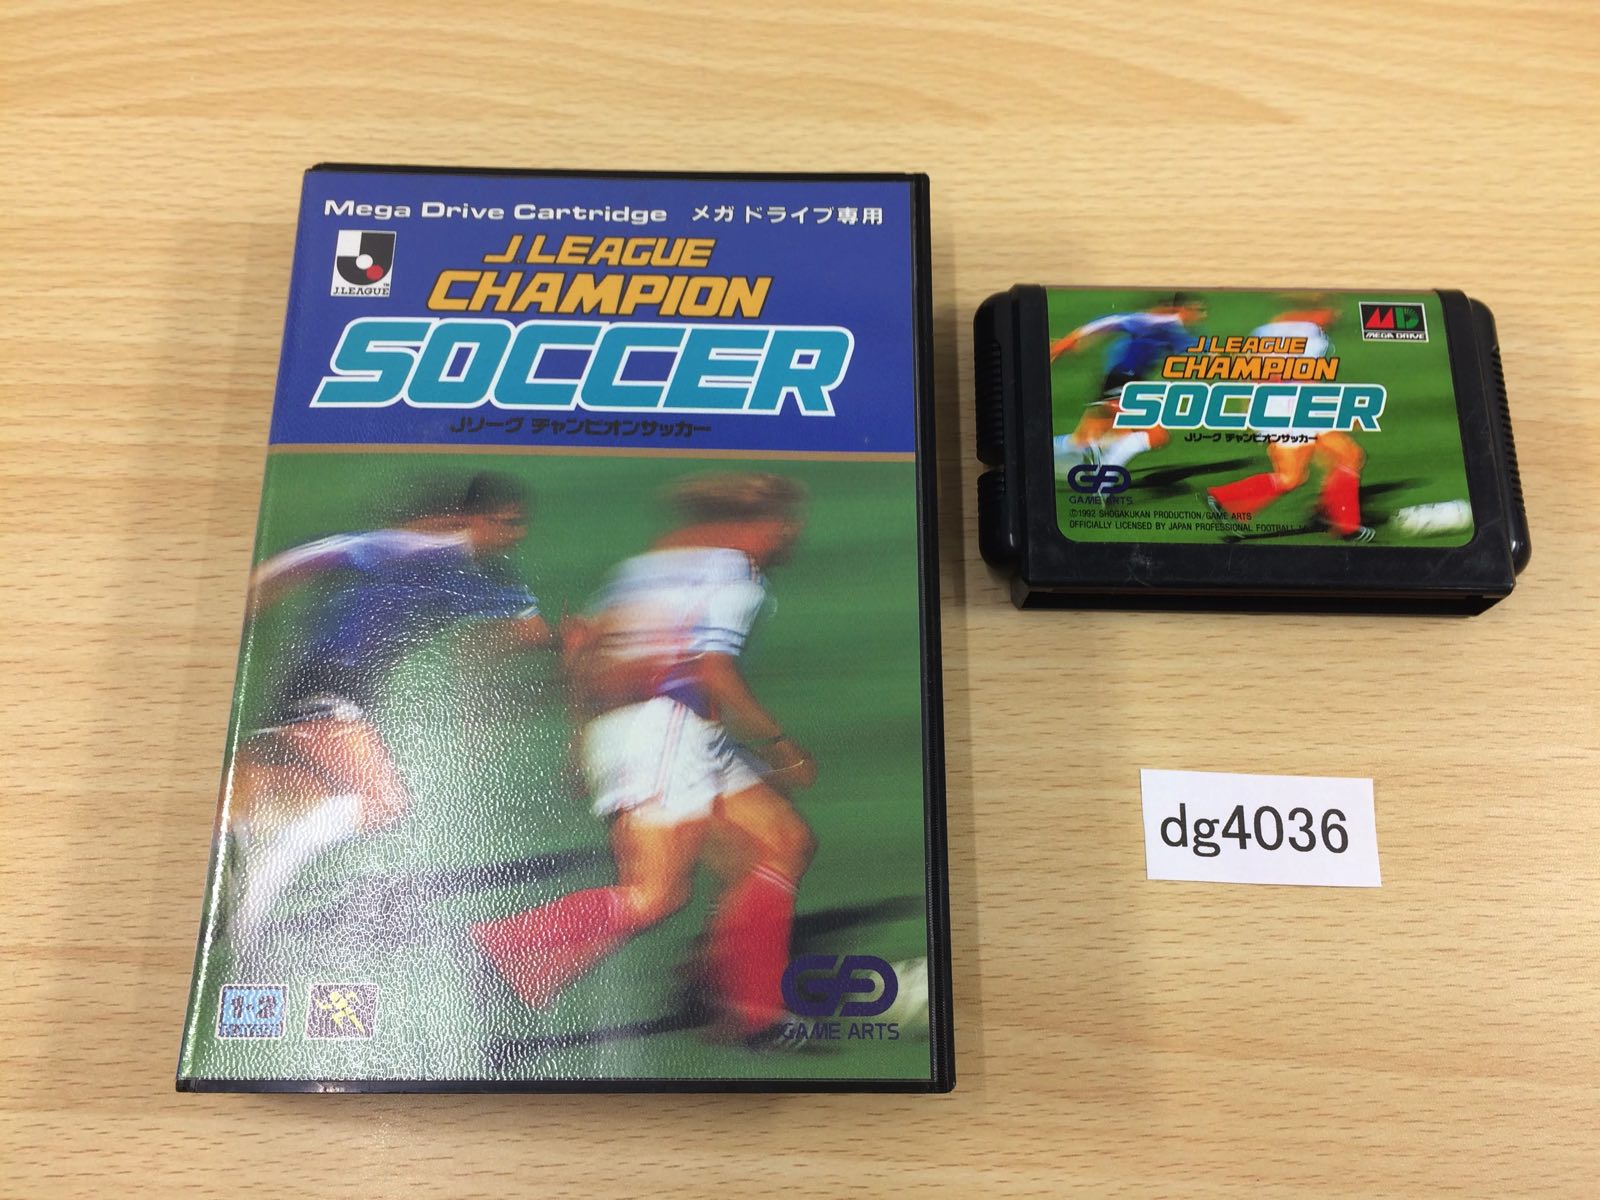 Mega Drive Cartridge メガドライブ専用
J.LEAGUE
J.LEAGUE
CHAMPION
SOCCER
Jリーグ チャンピオンサッカー
1・2
GAME ARTS
MEGA DRIVE
J.LEAGUE
CHAMPION
SOCCER
Jリーグ チャンピオンサッカー
GAME ARTS
©1992 SHOGAKUKAN PRODUCTION/GAME ARTS
OFFICIALLY LICENSED BY JAPAN PROFESSIONAL FOOTBALL
dg4036